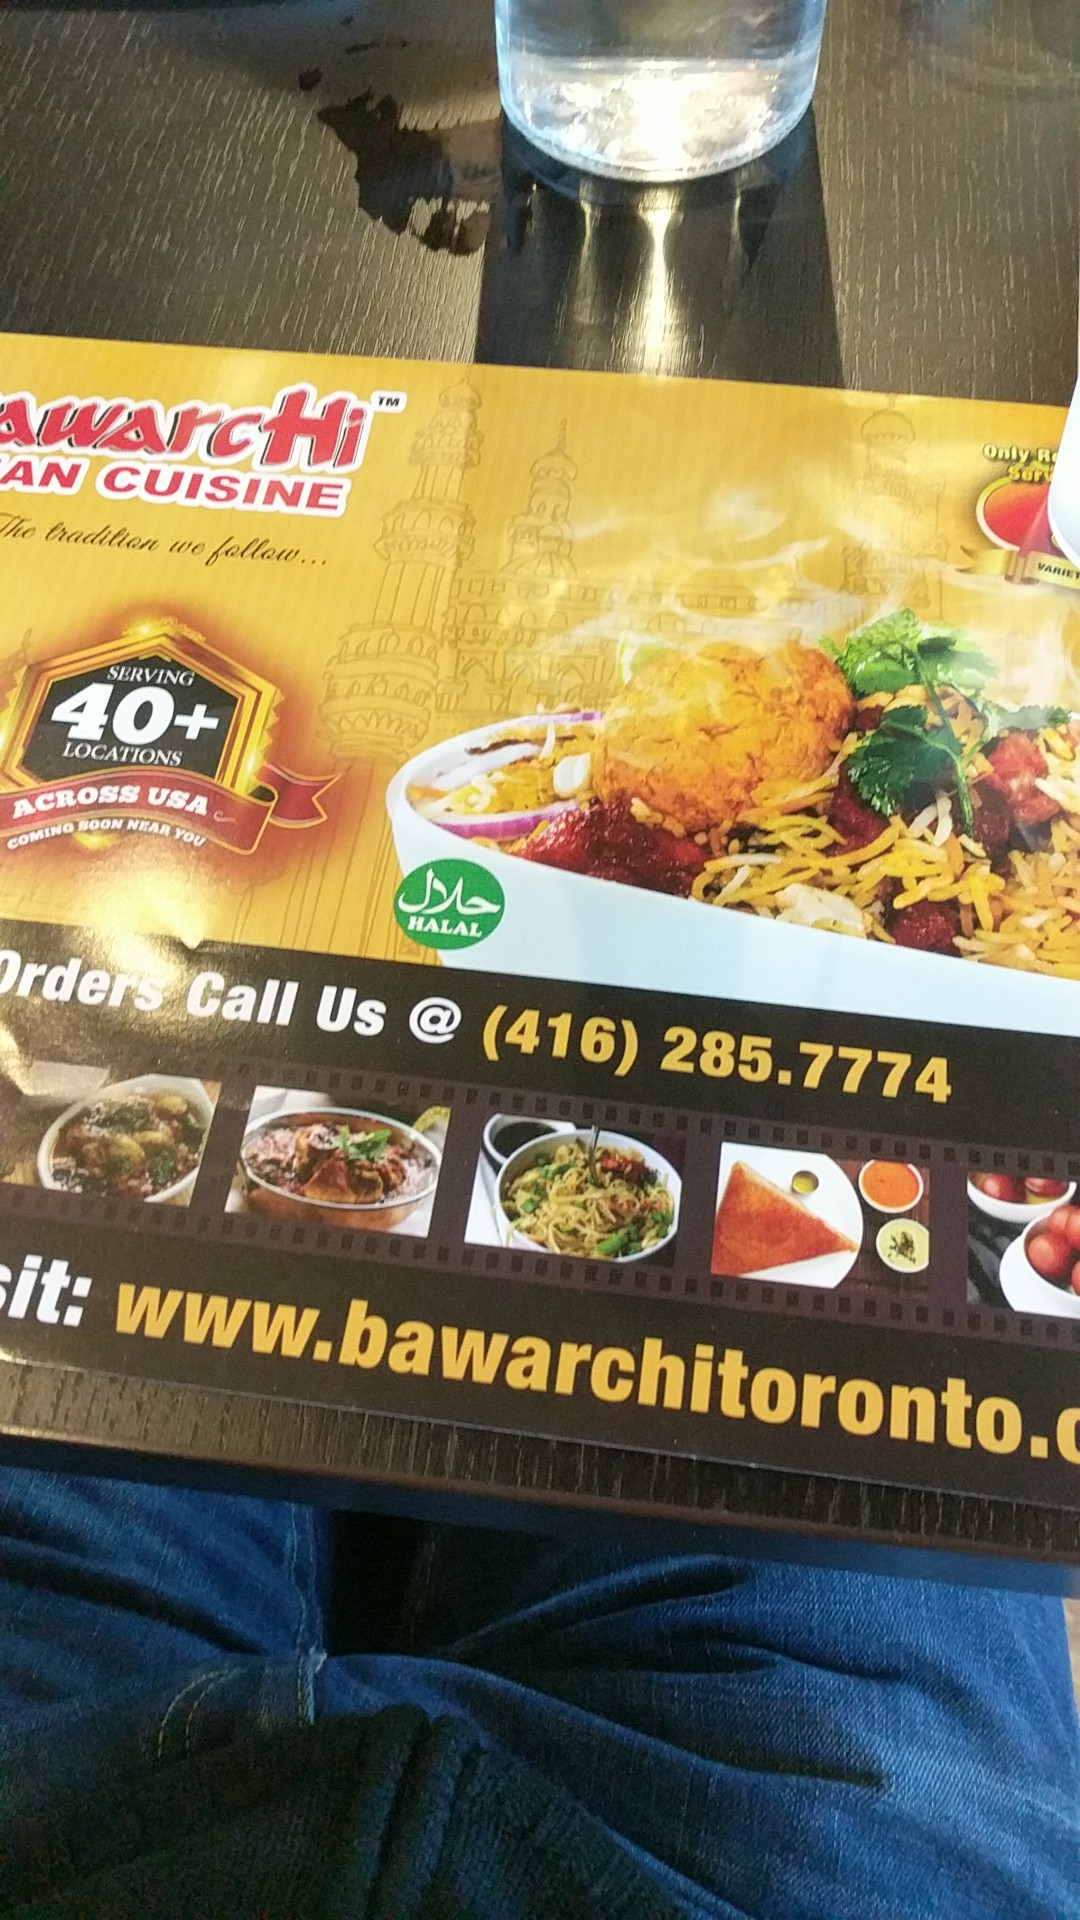 awarcHi™
AN CUISINE
The tradition we follow...
Only
SERVING
40+
LOCATIONS
ACROSS USA
COMING SOON NEAR YOU
حلال
HALAL
Orders Call Us @ (416) 285.7774
sit: www.bawarchitoronto.c